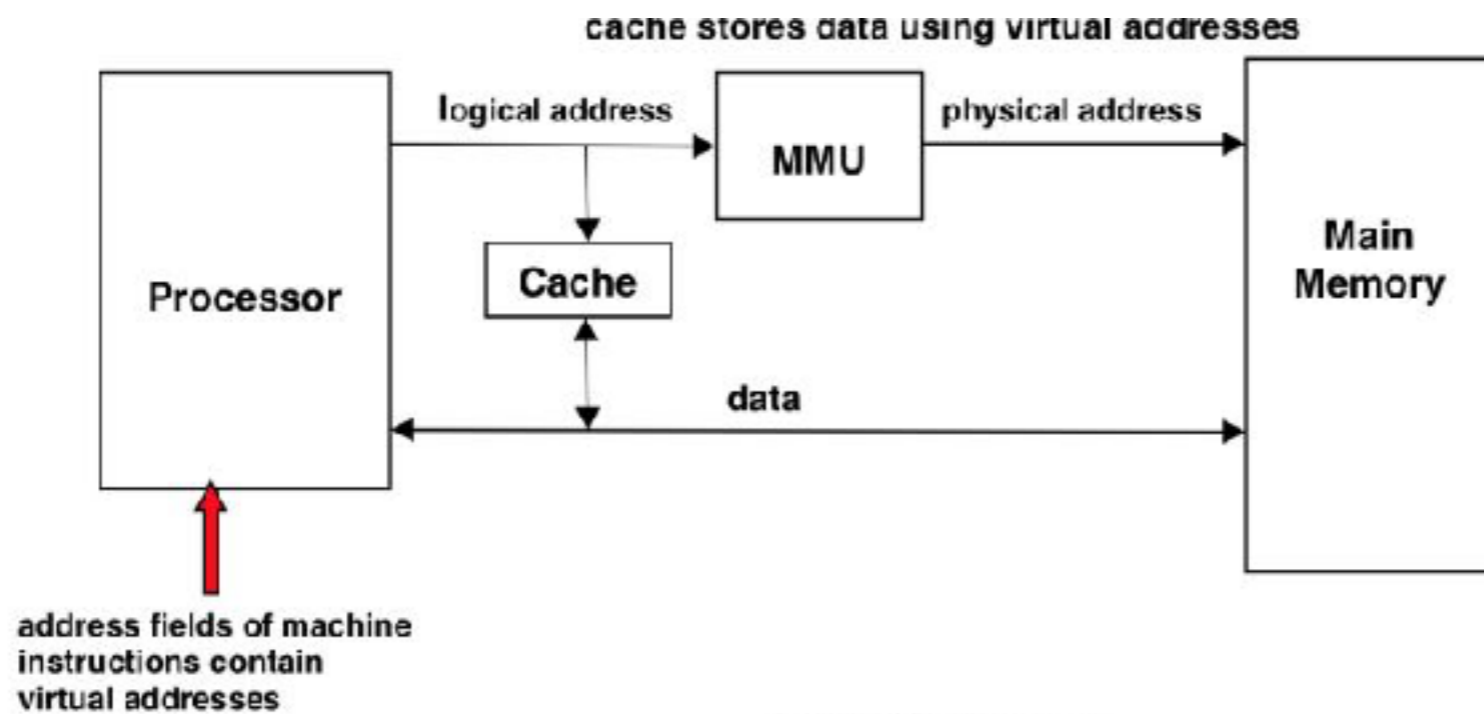 cache stores data using virtual addresses
logical address
physical address
MMU
Main
Memory
Cache
Processor
data
address fields of machine
instructions contain
virtual addresses